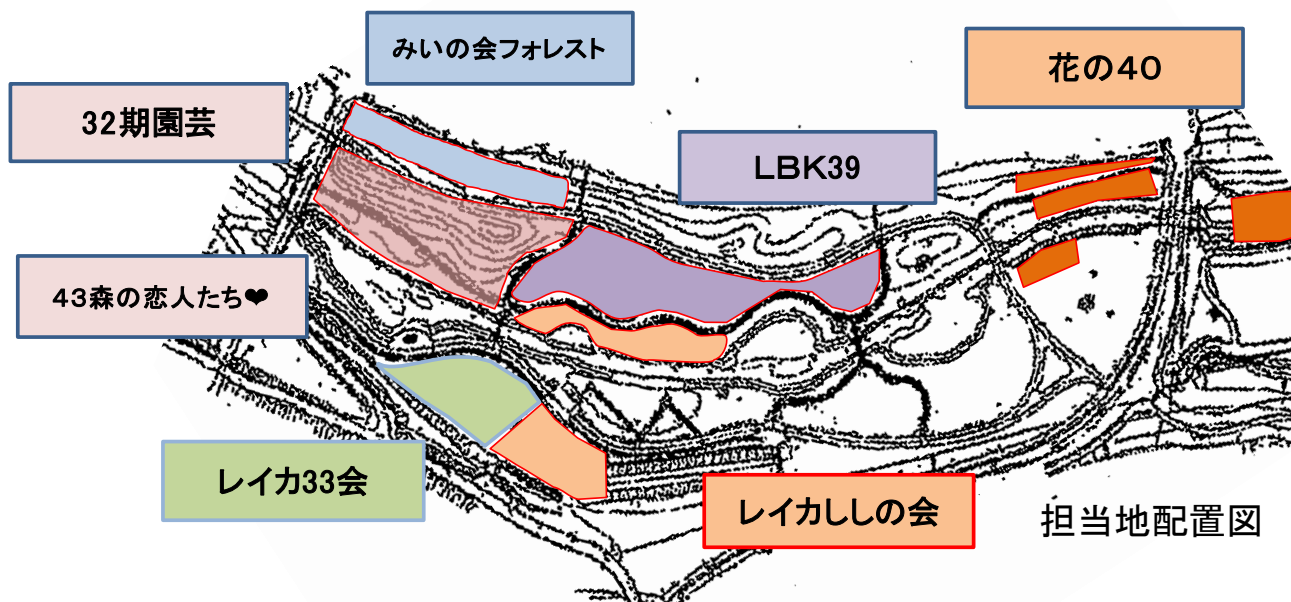 みいの会フォレスト
花の40
32期園芸
LBK39
43森の恋人たち❤
レイカ33会
レイカししの会
担当地配置図